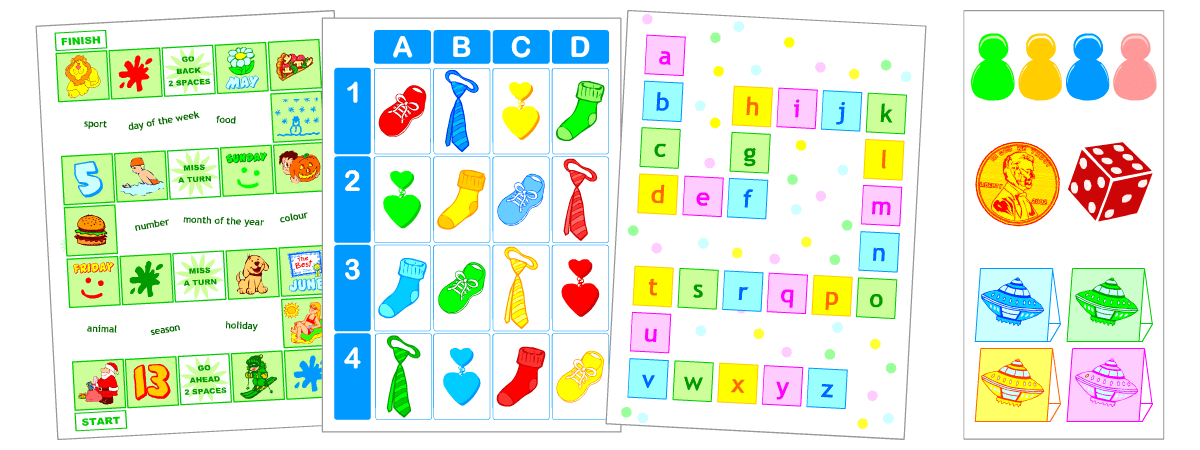 FINISH
GO
BACK
2 SPACES
MAY
sport
day of the week
food
5
MISS
A TURN
SUNDAY
number
month of the year
colour
FRIDAY
MISS
A TURN
The
Best
JUNE
animal
season
holiday
13
GO
AHEAD
2 SPACES
START
A B C D
1
2
3
4
a
b h i j k
c g l
d e f m
n
t s r q p o
u
v w x y z
LIBERTY
2002